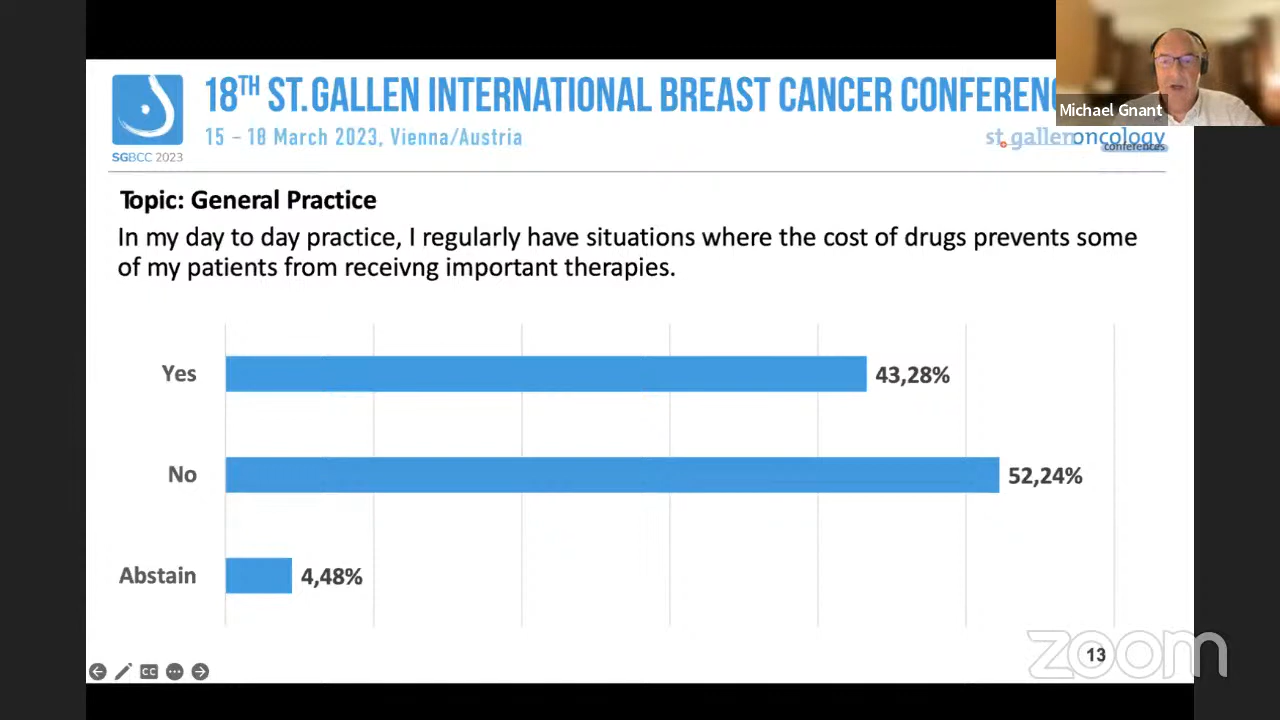 18TH ST.GALLEN INTERNATIONAL BREAST CANCER CONFEREN
15 – 18 March 2023, Vienna/Austria
SGBCC 2023
Michael Gnant
st.gallenoncology
conferences
Topic: General Practice
In my day to day practice, I regularly have situations where the cost of drugs prevents some
of my patients from receivng important therapies.
Yes
43,28%
No
52,24%
Abstain
4,48%
CC
13
zoom